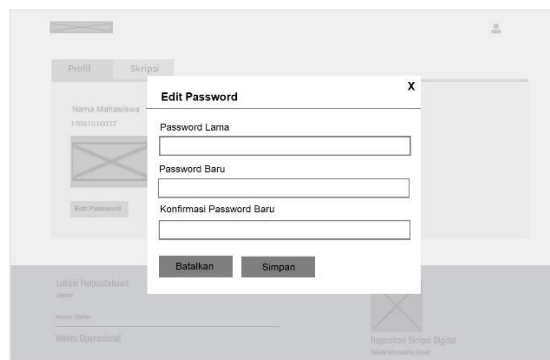 Profil Skripsi
Nama Mahasiswa
Edit Password
X
Edit Password
Password Lama
Password Baru
Konfirmasi Password Baru
Batalkan Simpan
Lokasi Perpustakaan
Waktu Operasional
Repositori Skripsi Digital